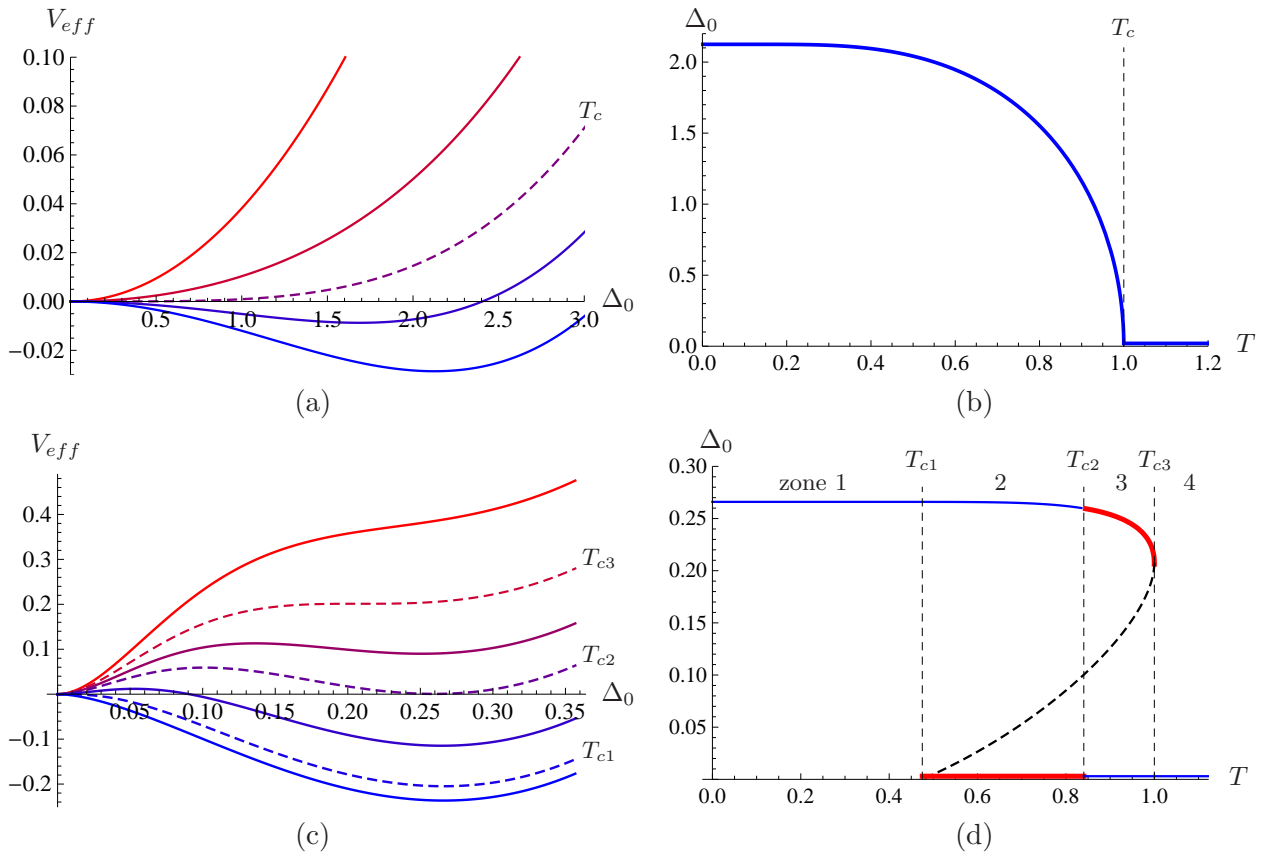 V_eff
0.10
0.08
0.06
0.04
0.02
0.00
−0.02
0.5 1.0 1.5 2.0 2.5 3.0
Δ_0
T_c
(a)
Δ_0
T_c
2.0
1.5
1.0
0.5
0.0
0.0 0.2 0.4 0.6 0.8 1.0 1.2
T
(b)
V_eff
0.4
0.3
0.2
0.1
0.0
−0.1
−0.2
0.05 0.10 0.15 0.20 0.25 0.30 0.35
Δ_0
T_c3
T_c2
T_c1
(c)
Δ_0
T_c1 T_c2 T_c3
zone 1 2 3 4
0.30
0.25
0.20
0.15
0.10
0.05
0.0 0.2 0.4 0.6 0.8 1.0
T
(d)